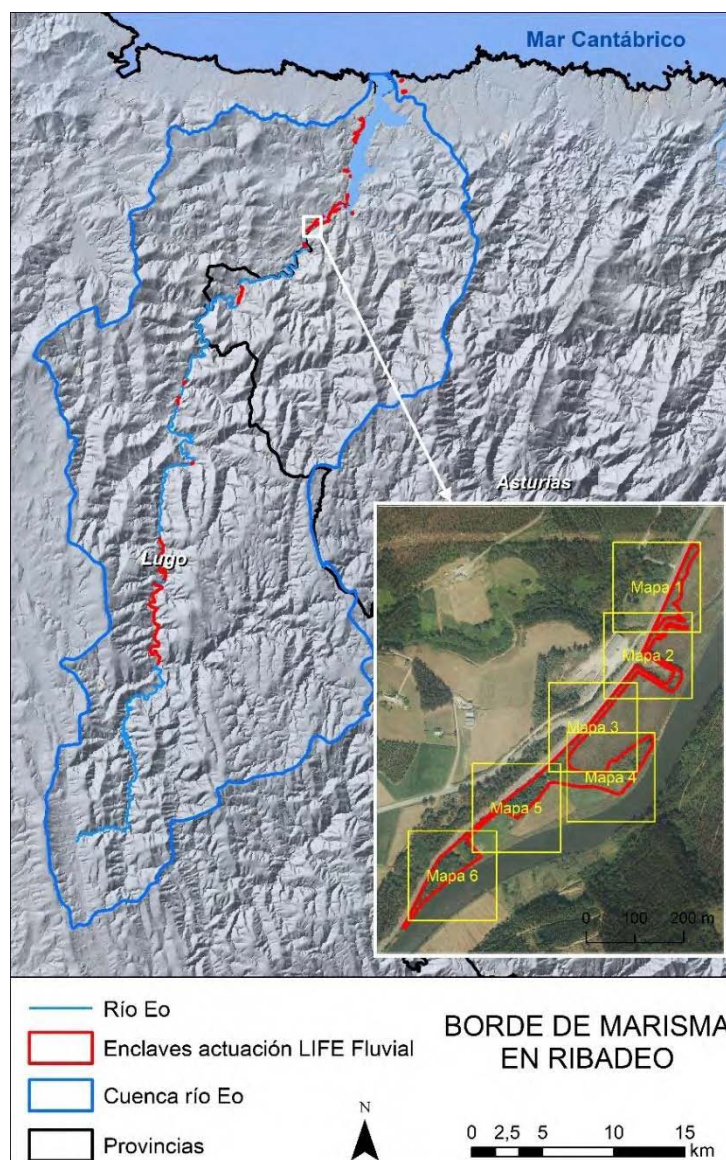 Mar Cantábrico
Asturias
Lugo
Mapa 1
Mapa 2
Mapa 3
Mapa 4
Mapa 5
Mapa 6
0 100 200 m
Río Eo
Enclaves actuación LIFE Fluvial
Cuenca río Eo
Provincias
BORDE DE MARISMA
EN RIBADEO
N
0 2,5 5 10 15
km